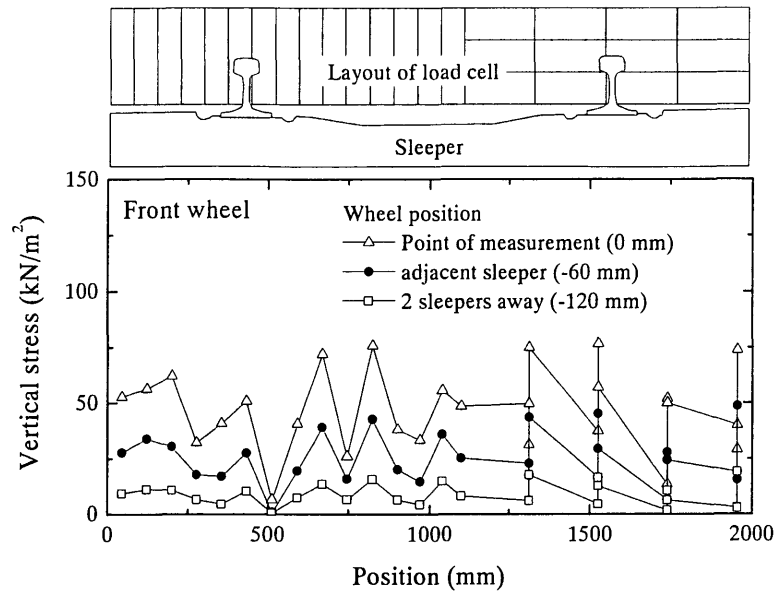 Layout of load cell
Sleeper
150
100
50
0
Vertical stress (kN/m²)
Front wheel
Wheel position
Point of measurement (0 mm)
adjacent sleeper (-60 mm)
2 sleepers away (-120 mm)
0
500
1000
1500
2000
Position (mm)